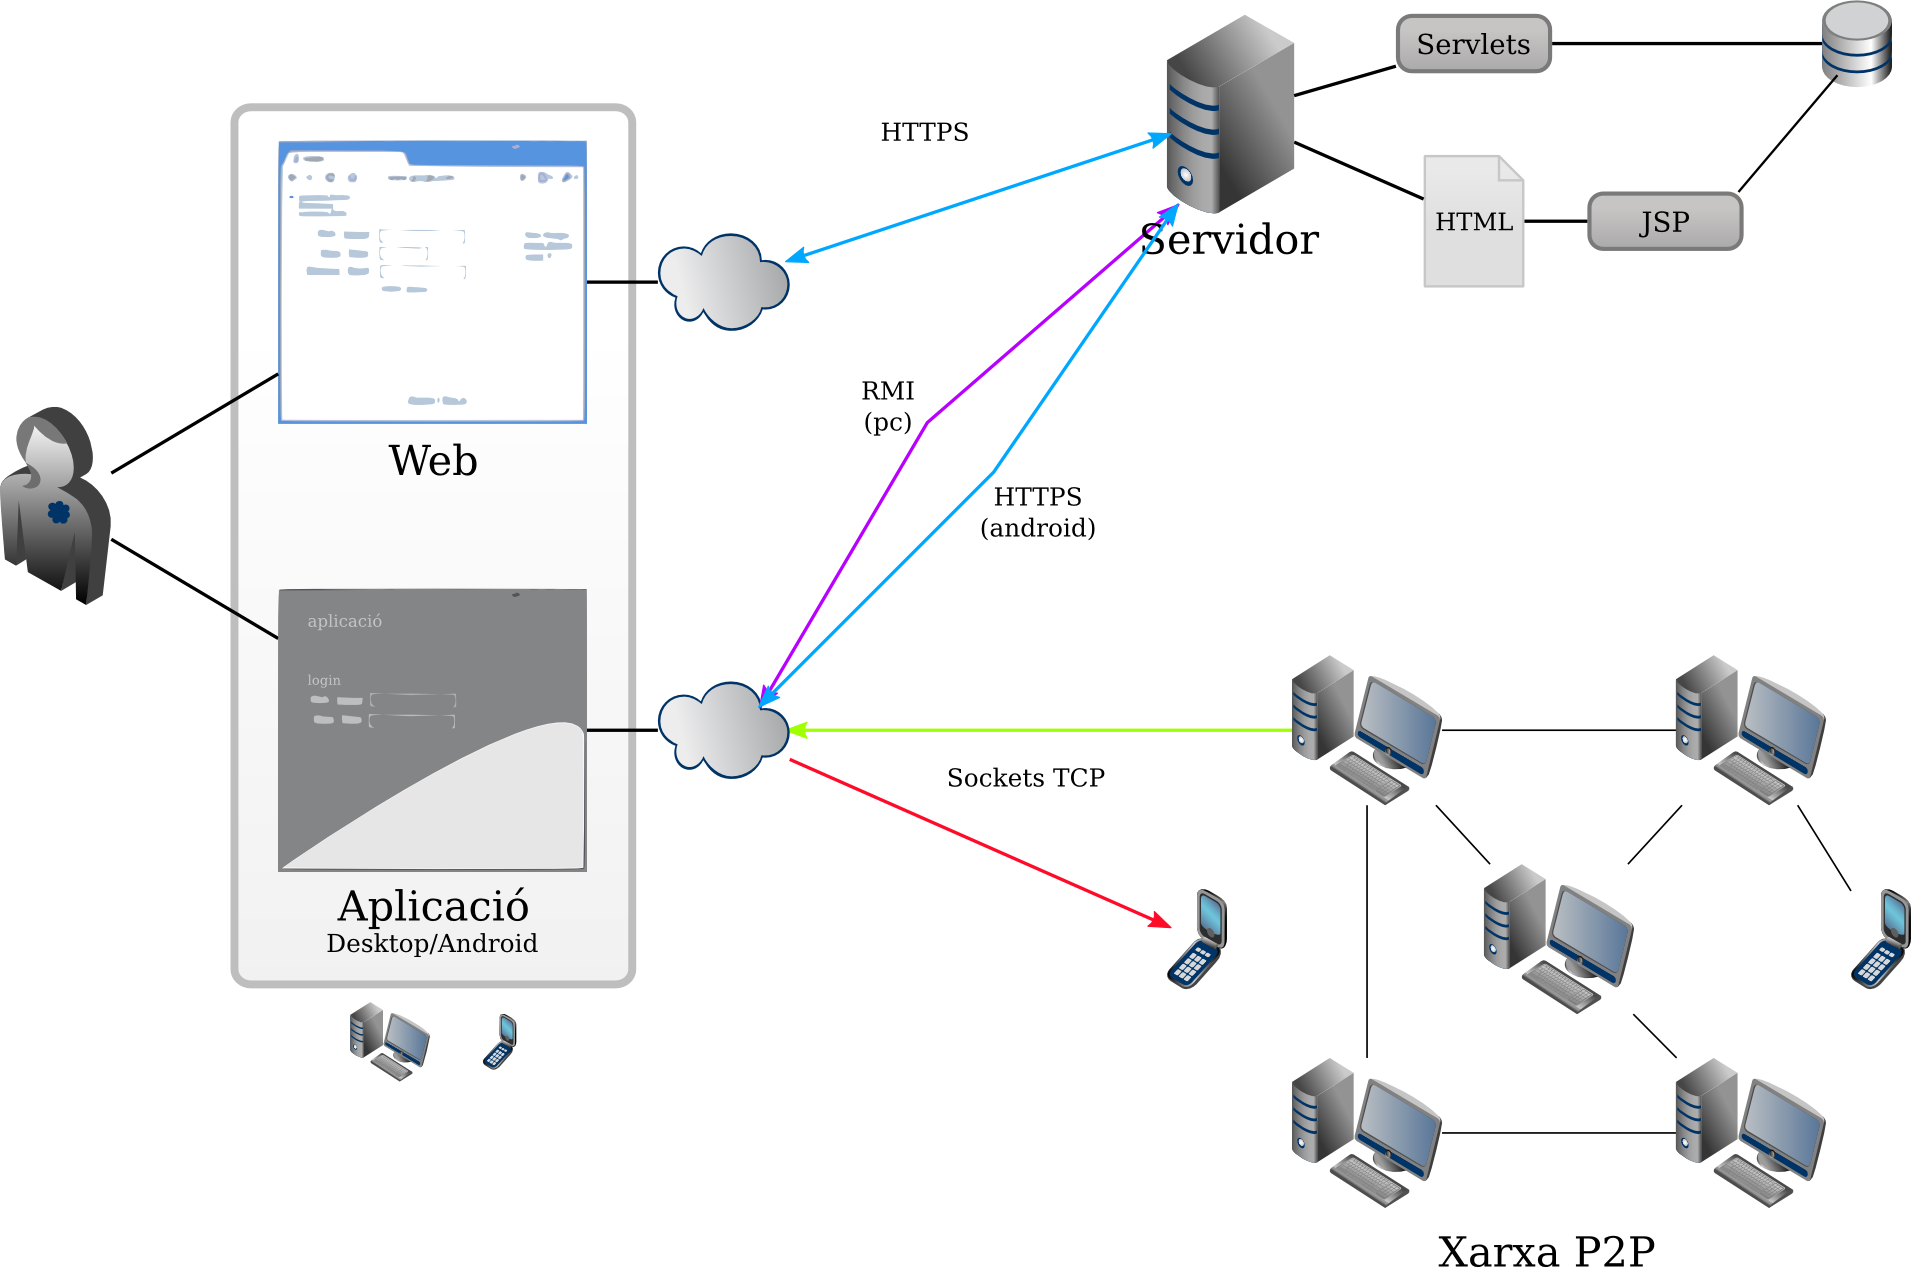 Servlets
HTTPS
HTML
JSP
Servidor
RMI
(pc)
Web
HTTPS
(android)
aplicació
login
Sockets TCP
Aplicació
Desktop/Android
Xarxa P2P